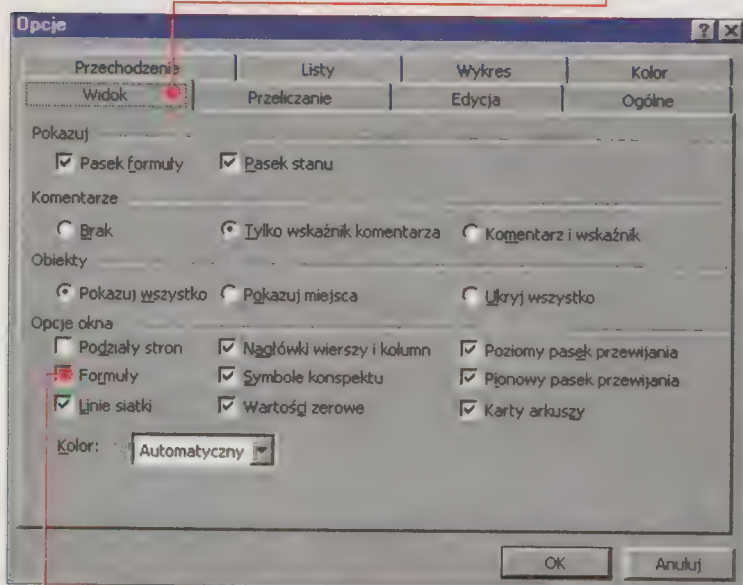 Opcje
Przechodzenie Listy Wykres Kolor
Widok Przeliczanie Edycja Ogólne
Pokazuj
Pasek formuły Pasek stanu
Komentarze
Brak Tylko wskaźnik komentarza Komentarz i wskaźnik
Obiekty
Pokazuj wszystko Pokazuj miejsca Ukryj wszystko
Opcje okna
Podziały stron Nagłówki wierszy i kolumn Poziomy pasek przewijania
Formuły Symbole konspektu Pionowy pasek przewijania
Linie siatki Wartości zerowe Karty arkuszy
Kolor: Automatyczny
OK Anuluj